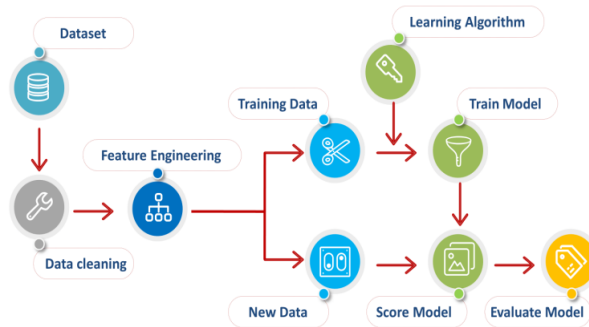 Dataset
Learning Algorithm
Training Data
Train Model
Feature Engineering
Data cleaning
New Data
Score Model
Evaluate Model